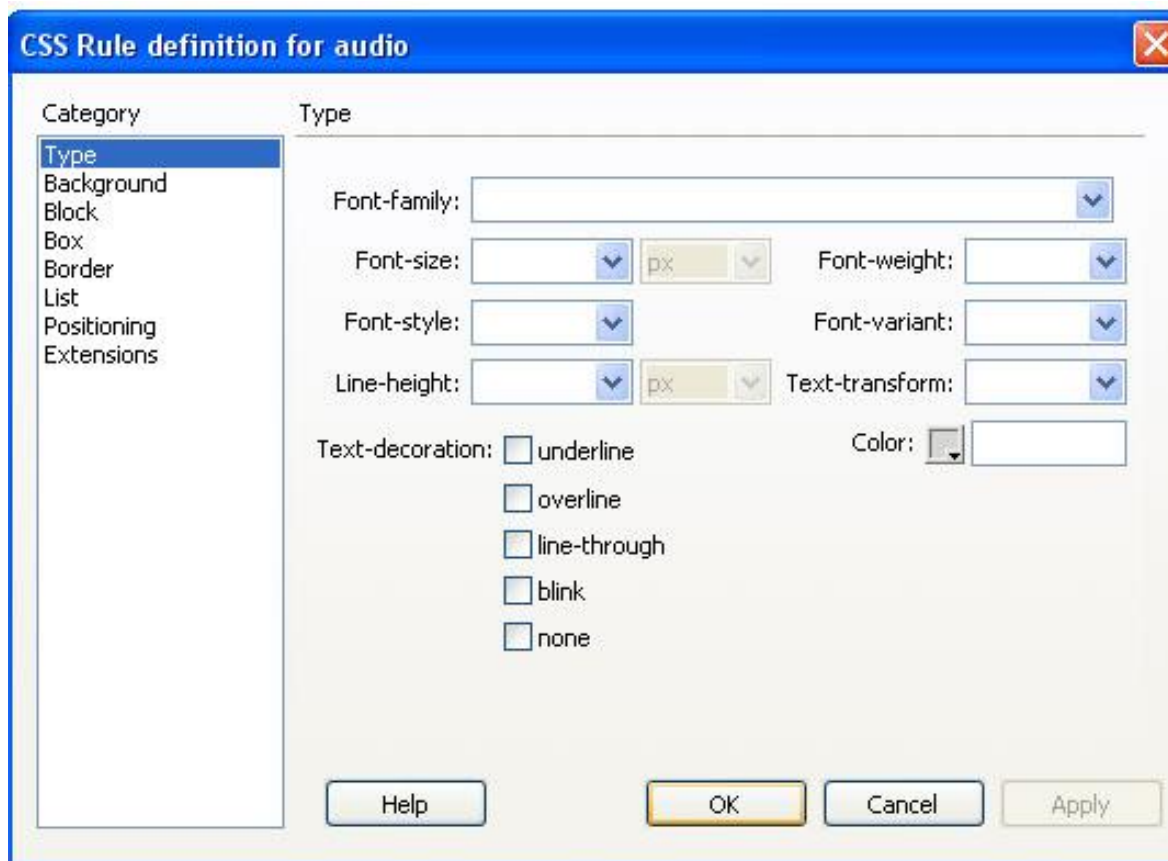 CSS Rule definition for audio
Category
Type
Type
Background
Block
Box
Border
List
Positioning
Extensions
Font-family:
Font-size: px Font-weight:
Font-style: Font-variant:
Line-height: px Text-transform:
Text-decoration: underline Color:
overline
line-through
blink
none
Help OK Cancel Apply